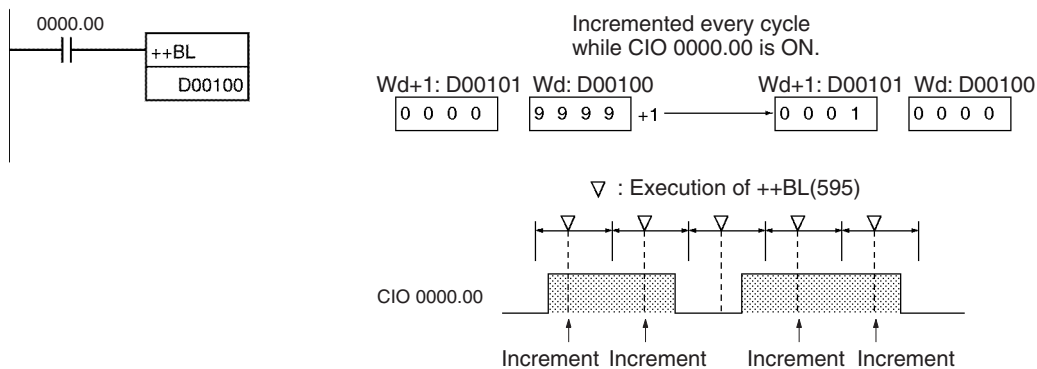 0000.00
++BL
D00100
Incremented every cycle
while CIO 0000.00 is ON.
Wd+1: D00101 Wd: D00100 Wd+1: D00101 Wd: D00100
0 0 0 0 9 9 9 9 +1 0 0 0 1 0 0 0 0
▽ : Execution of ++BL(595)
CIO 0000.00
Increment Increment Increment Increment